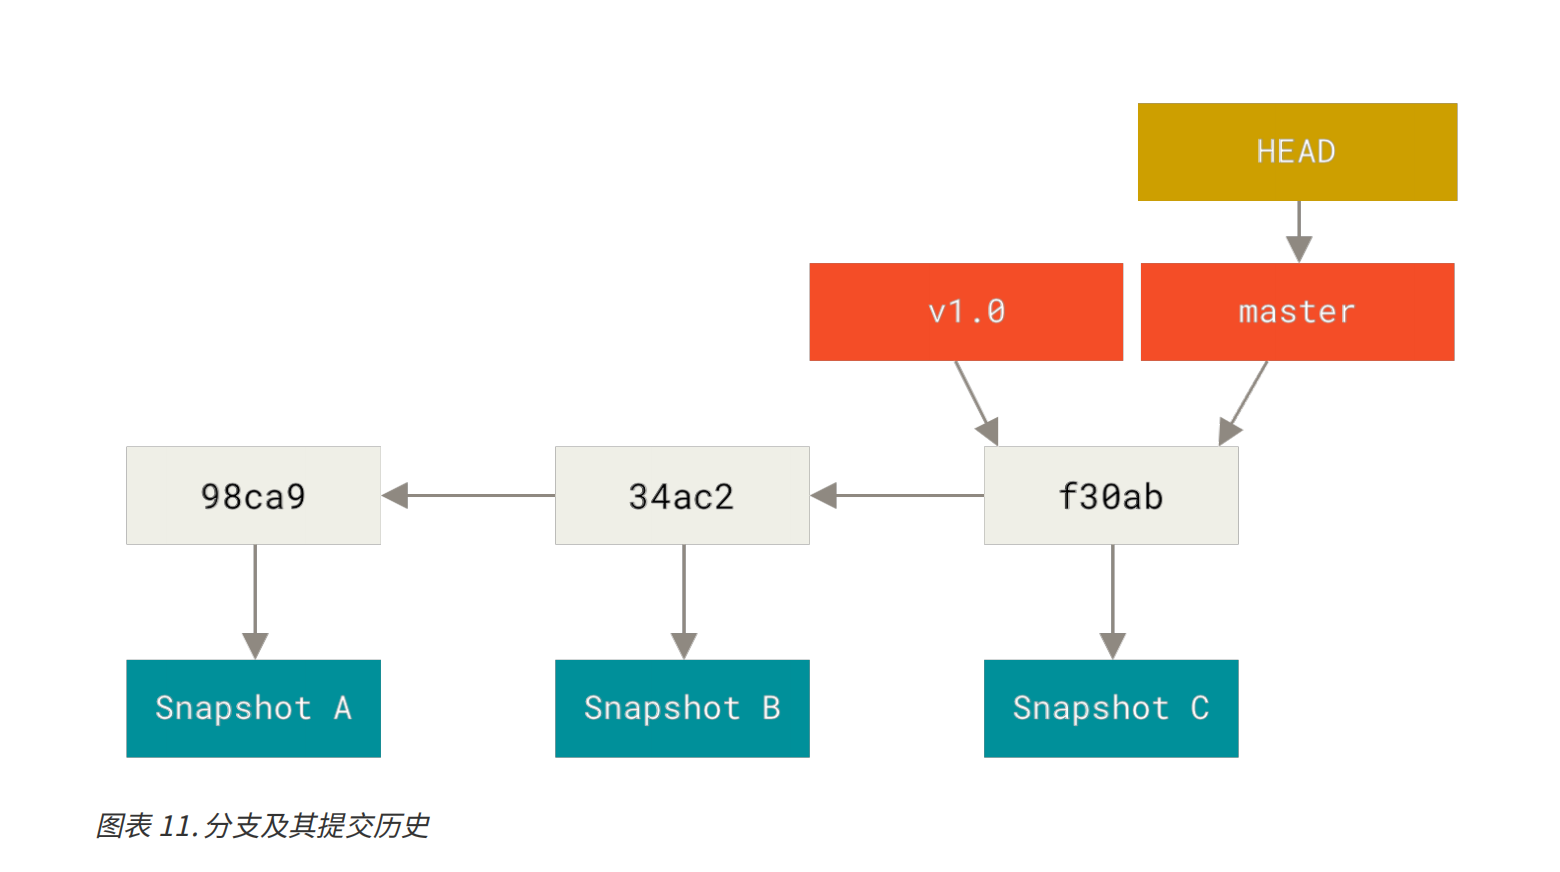 HEAD
v1.0
master
98ca9
34ac2
f30ab
Snapshot A
Snapshot B
Snapshot C
图表 11. 分支及其提交历史